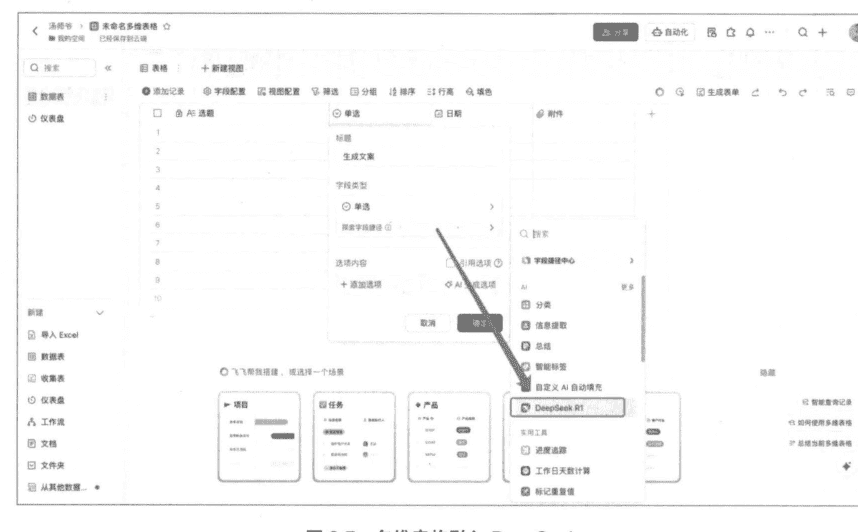 汤师爷 > 未命名多维表格
我的空间 已经保存到云端
分享 自动化
搜索
表格 + 新建视图
数据表
添加记录 字段配置 视图配置 筛选 分组 排序 行高 填色
生成表单
仪表盘
选题 单选 日期 附件
1
2
3
4
5
6
7
8
9
10
标题
生成文案
字段类型
单选
探索字段捷径
选项内容 引用选项
+ 添加选项
取消
搜索
字段捷径中心
AI 更多
分类
信息提取
总结
智能标签
自定义 AI 自动填充
DeepSeek R1
实用工具
进度追踪
工作日天数计算
标记重复值
新建
导入 Excel
数据表
收集表
仪表盘
工作流
文档
文件夹
从其他数据...
飞飞帮我搭建，或选择一个场景
隐藏
项目
任务
产品
智能查询记录
如何使用多维表格
总结当前多维表格